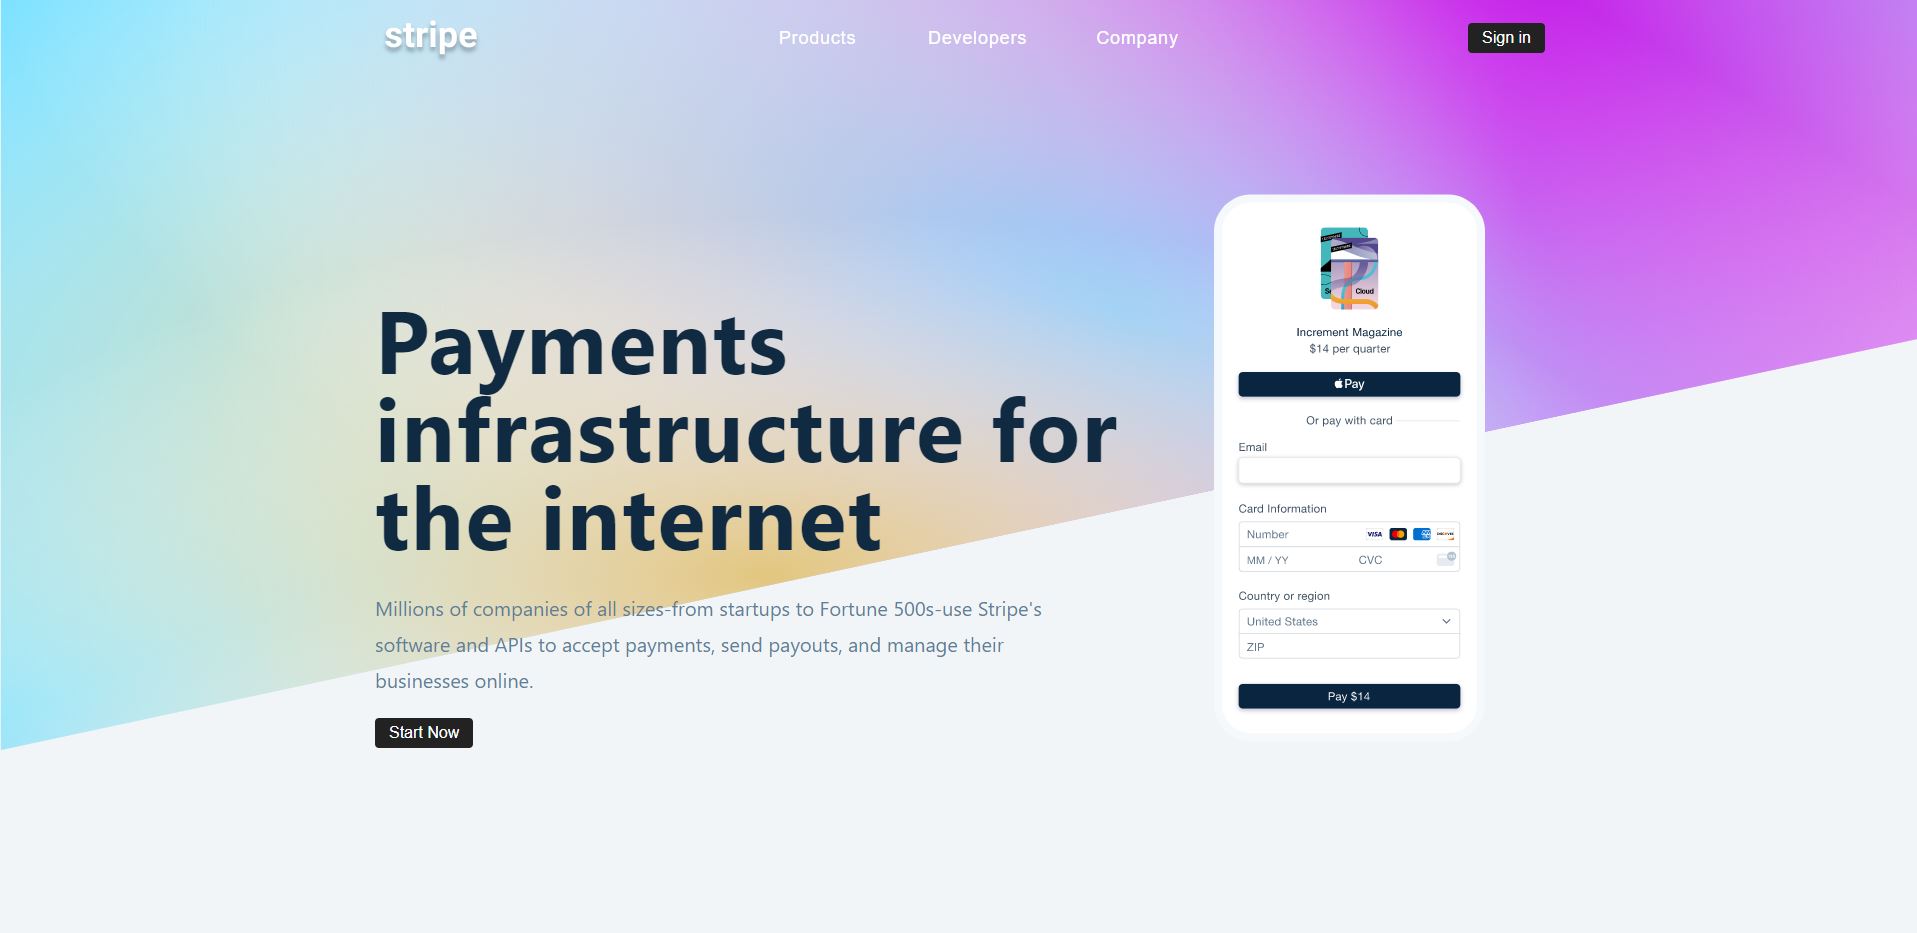 stripe
Products
Developers
Company
Sign in
Payments
infrastructure for
the internet
Millions of companies of all sizes-from startups to Fortune 500s-use Stripe's
software and APIs to accept payments, send payouts, and manage their
businesses online.
Start Now
Cloud
Increment Magazine
$14 per quarter
Pay
Or pay with card
Email
Card Information
Number
VISA
DISCOVER
MM / YY
CVC
Country or region
United States
ZIP
Pay $14